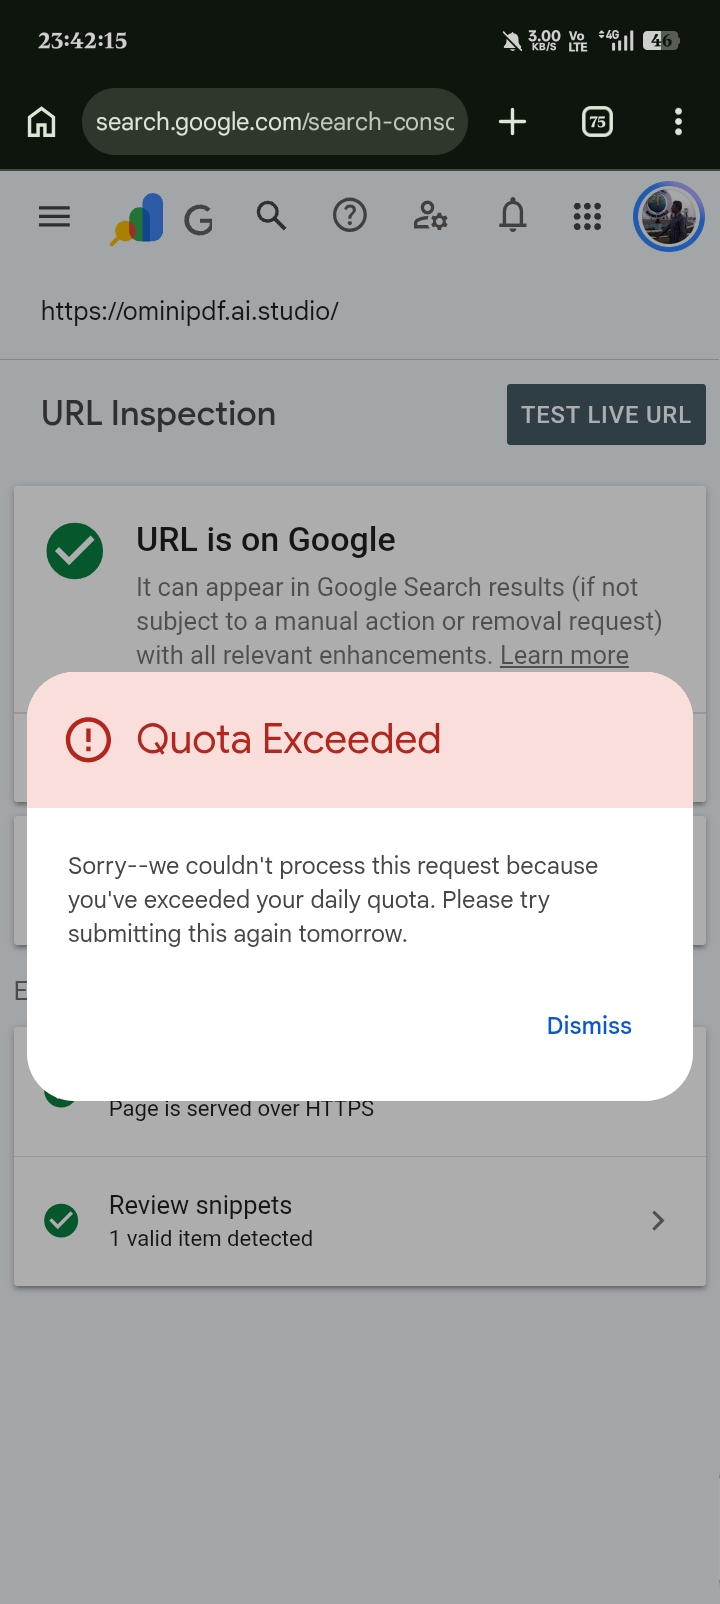 23:42:15
3.00 KB/S Vo LTE 4G 46
search.google.com/search-consc
75
G
https://ominipdf.ai.studio/
URL Inspection
TEST LIVE URL
URL is on Google
It can appear in Google Search results (if not
subject to a manual action or removal request)
with all relevant enhancements. Learn more
Quota Exceeded
Sorry--we couldn't process this request because
you've exceeded your daily quota. Please try
submitting this again tomorrow.
Dismiss
E
Page is served over HTTPS
Review snippets
1 valid item detected